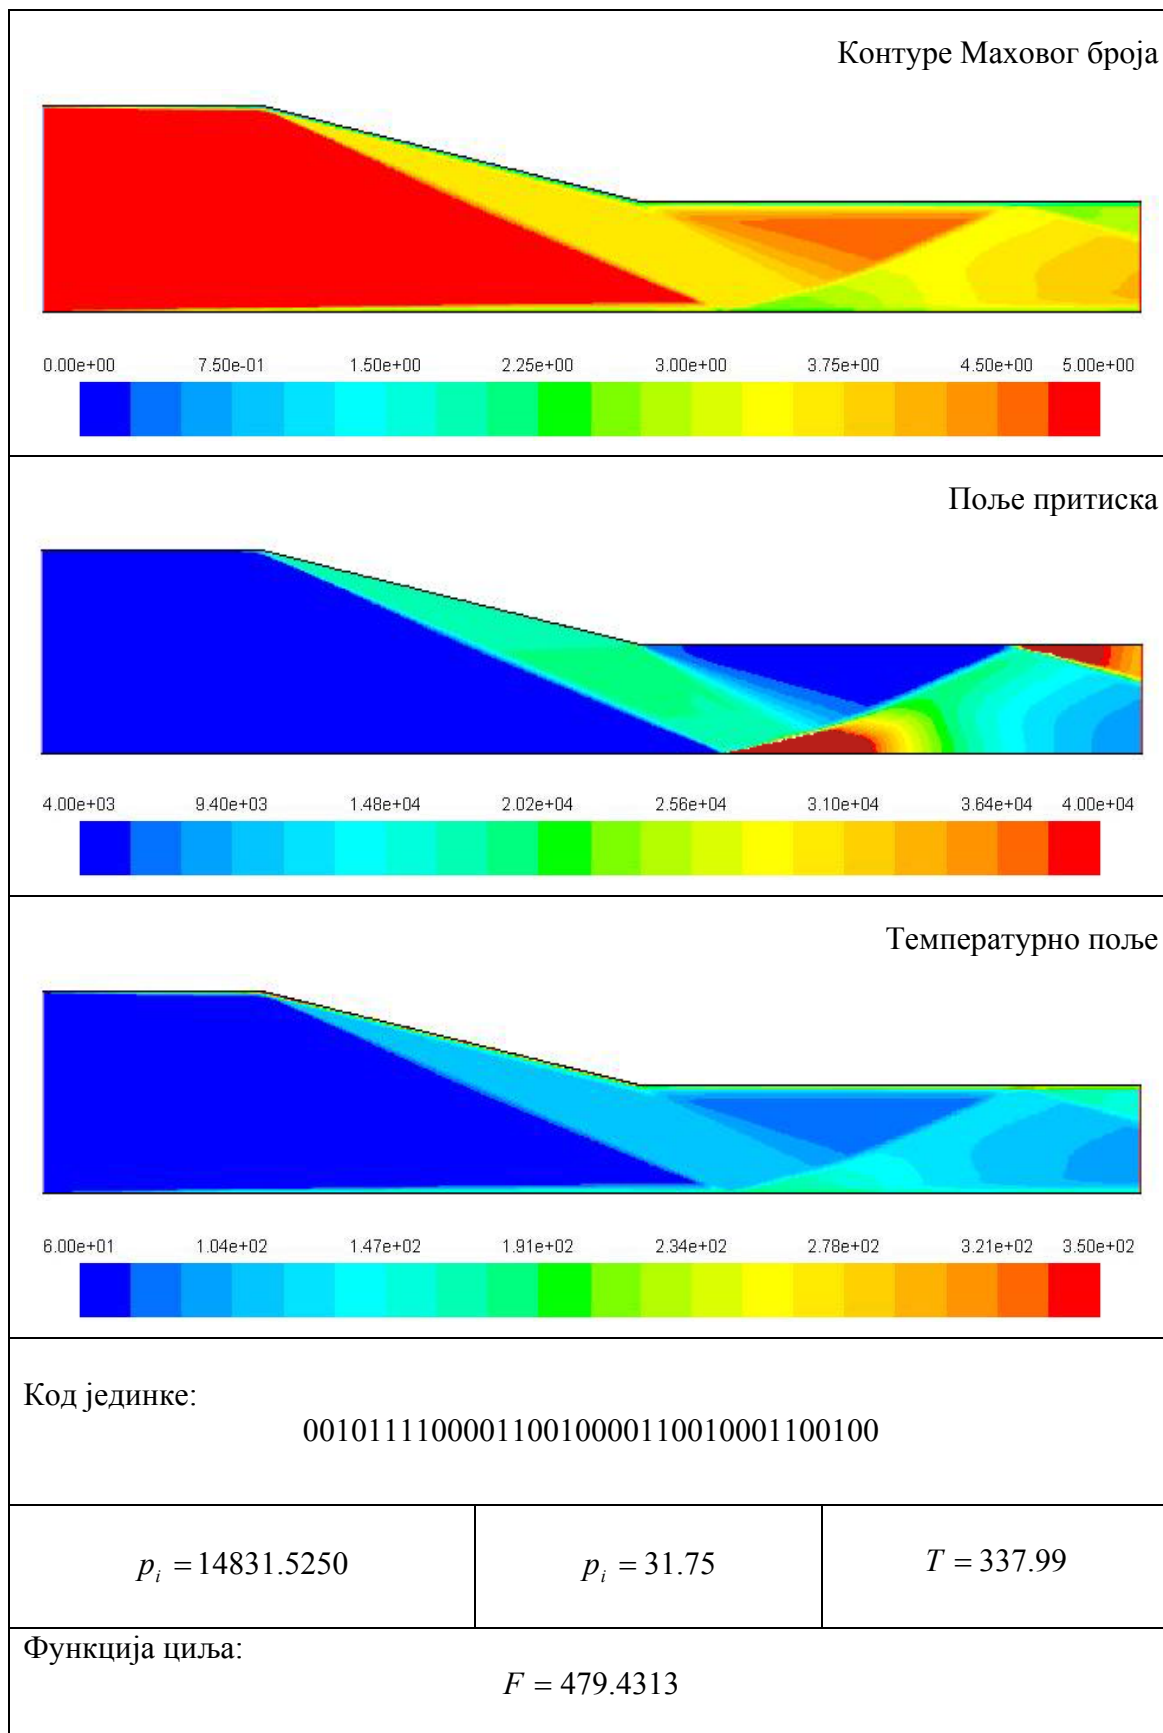 Контуре Маховог броја
0.00e+00 7.50e-01 1.50e+00 2.25e+00 3.00e+00 3.75e+00 4.50e+00 5.00e+00
Поље притиска
4.00e+03 9.40e+03 1.48e+04 2.02e+04 2.56e+04 3.10e+04 3.64e+04 4.00e+04
Температурно поље
6.00e+01 1.04e+02 1.47e+02 1.91e+02 2.34e+02 2.78e+02 3.21e+02 3.50e+02
Код јединке:
001011110000110010000110010001100100
p_i = 14831.5250 p_i = 31.75 T = 337.99
Функција циља:
F = 479.4313